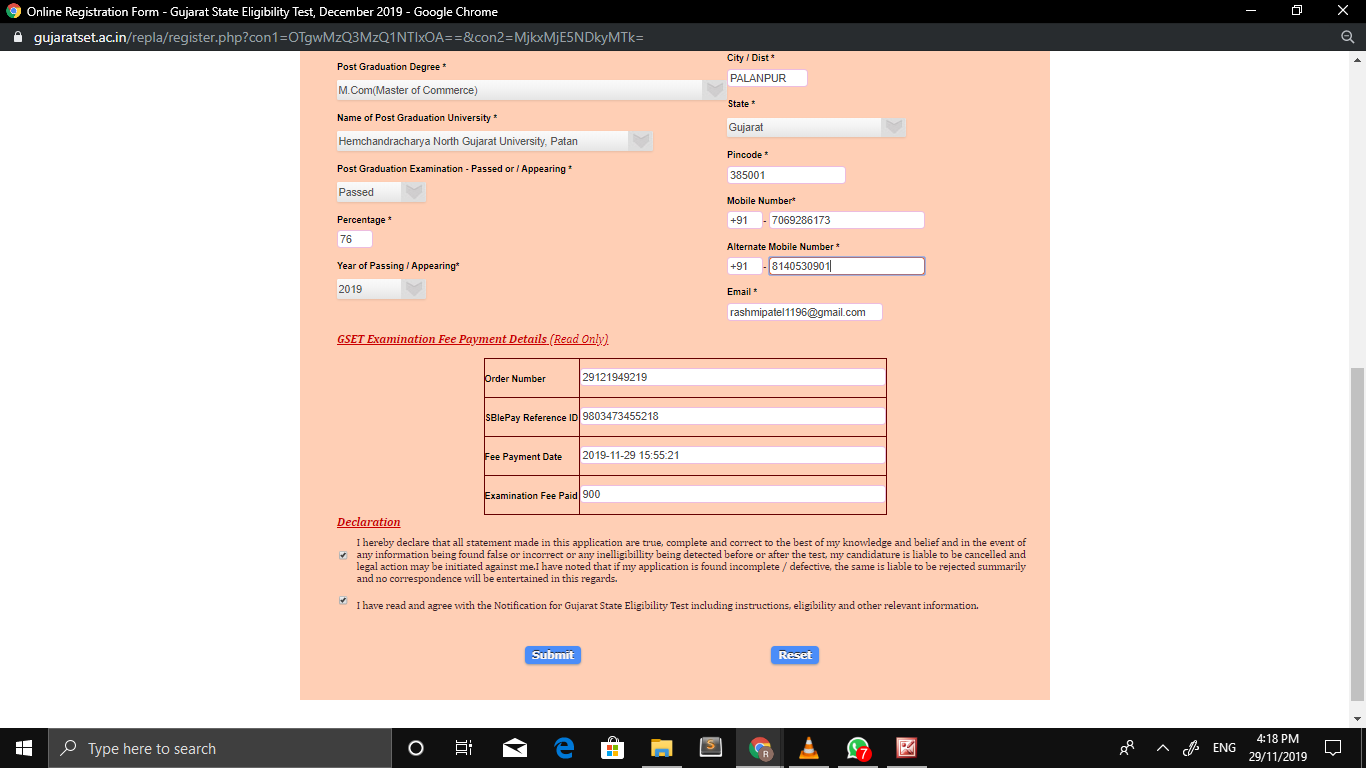 Online Registration Form - Gujarat State Eligibility Test, December 2019 - Google Chrome
gujaratset.ac.in/repla/register.php?con1=OTgwMzQ3MzQ1NTIxOA==&con2=MjkxMjE5NDkyMTk=
Post Graduation Degree *
M.Com(Master of Commerce)
Name of Post Graduation University *
Hemchandracharya North Gujarat University, Patan
Post Graduation Examination - Passed or / Appearing *
Passed
Percentage *
76
Year of Passing / Appearing*
2019
City / Dist *
PALANPUR
State *
Gujarat
Pincode *
385001
Mobile Number*
+91 - 7069286173
Alternate Mobile Number *
+91 - 8140530901
Email *
rashmipatel1196@gmail.com
GSET Examination Fee Payment Details (Read Only)
Order Number 29121949219
SBIePay Reference ID 9803473455218
Fee Payment Date 2019-11-29 15:55:21
Examination Fee Paid 900
Declaration
I hereby declare that all statement made in this application are true, complete and correct to the best of my knowledge and belief and in the event of
any information being found false or incorrect or any inelligibillity being detected before or after the test, my candidature is liable to be cancelled and
legal action may be initiated against me.I have noted that if my application is found incomplete / defective, the same is liable to be rejected summarily
and no correspondence will be entertained in this regards.
I have read and agree with the Notification for Gujarat State Eligibility Test including instructions, eligibility and other relevant information.
Submit Reset
Type here to search
S
R
7
ENG
4:18 PM
29/11/2019